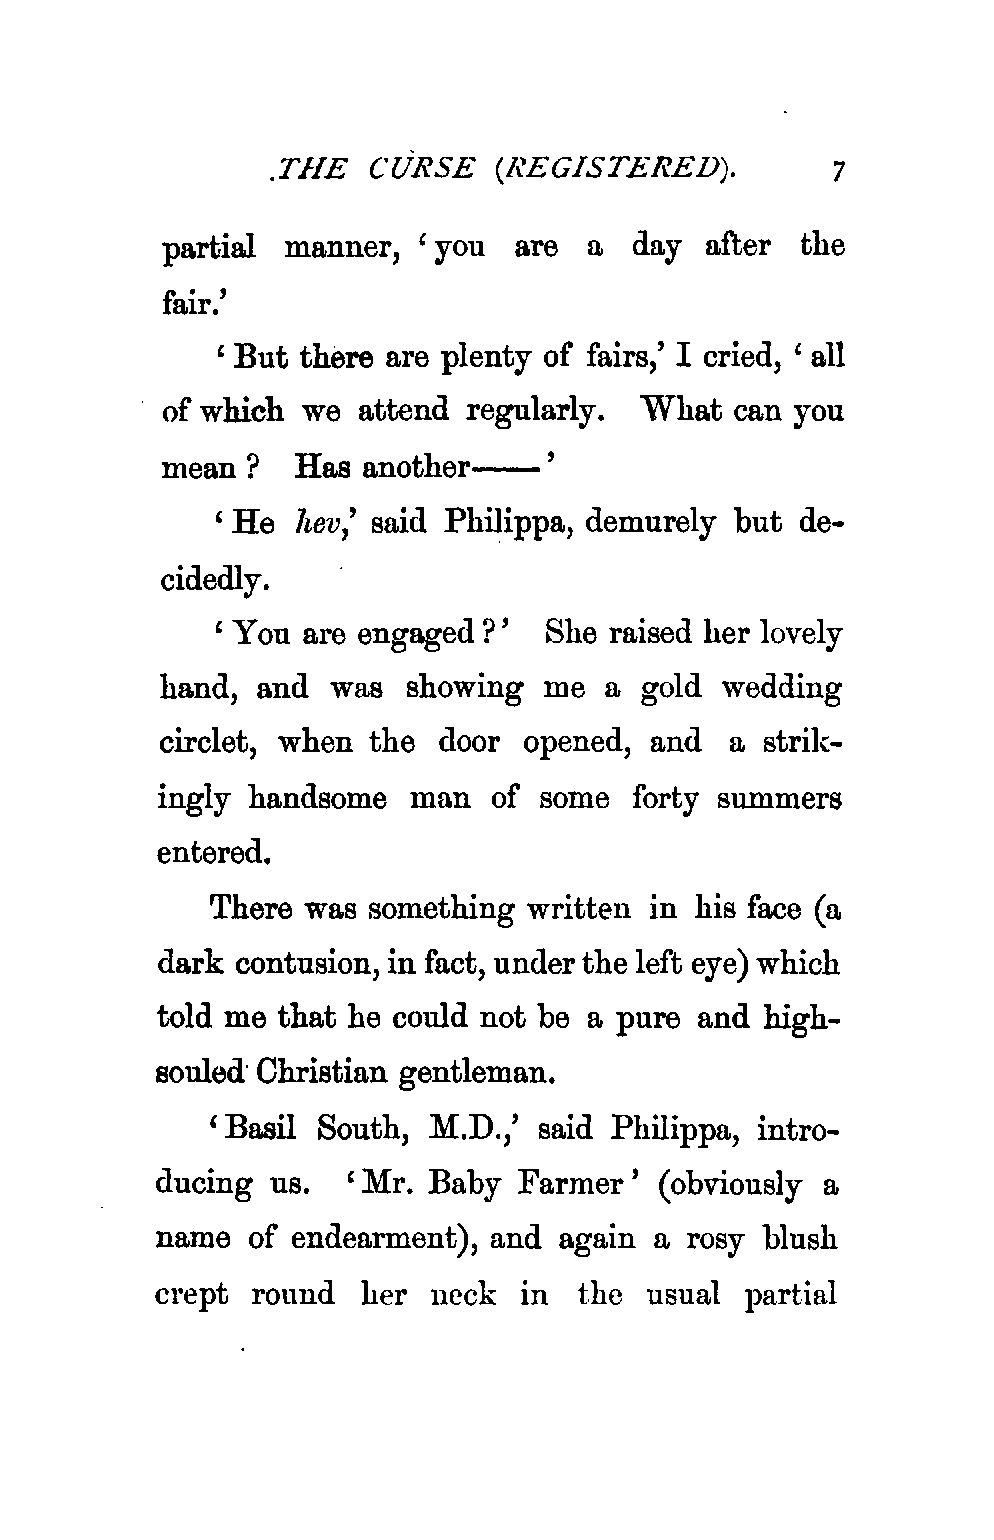 THE CURSE (REGISTERED). 7
partial manner, ‘you are a day after the
fair.’
‘But there are plenty of fairs,’ I cried, ‘all
of which we attend regularly. What can you
mean? Has another——’
‘He hev,’ said Philippa, demurely but de-
cidedly.
‘You are engaged?’ She raised her lovely
hand, and was showing me a gold wedding
circlet, when the door opened, and a strik-
ingly handsome man of some forty summers
entered.
There was something written in his face (a
dark contusion, in fact, under the left eye) which
told me that he could not be a pure and high-
souled Christian gentleman.
‘Basil South, M.D.,’ said Philippa, intro-
ducing us. ‘Mr. Baby Farmer’ (obviously a
name of endearment), and again a rosy blush
crept round her neck in the usual partial